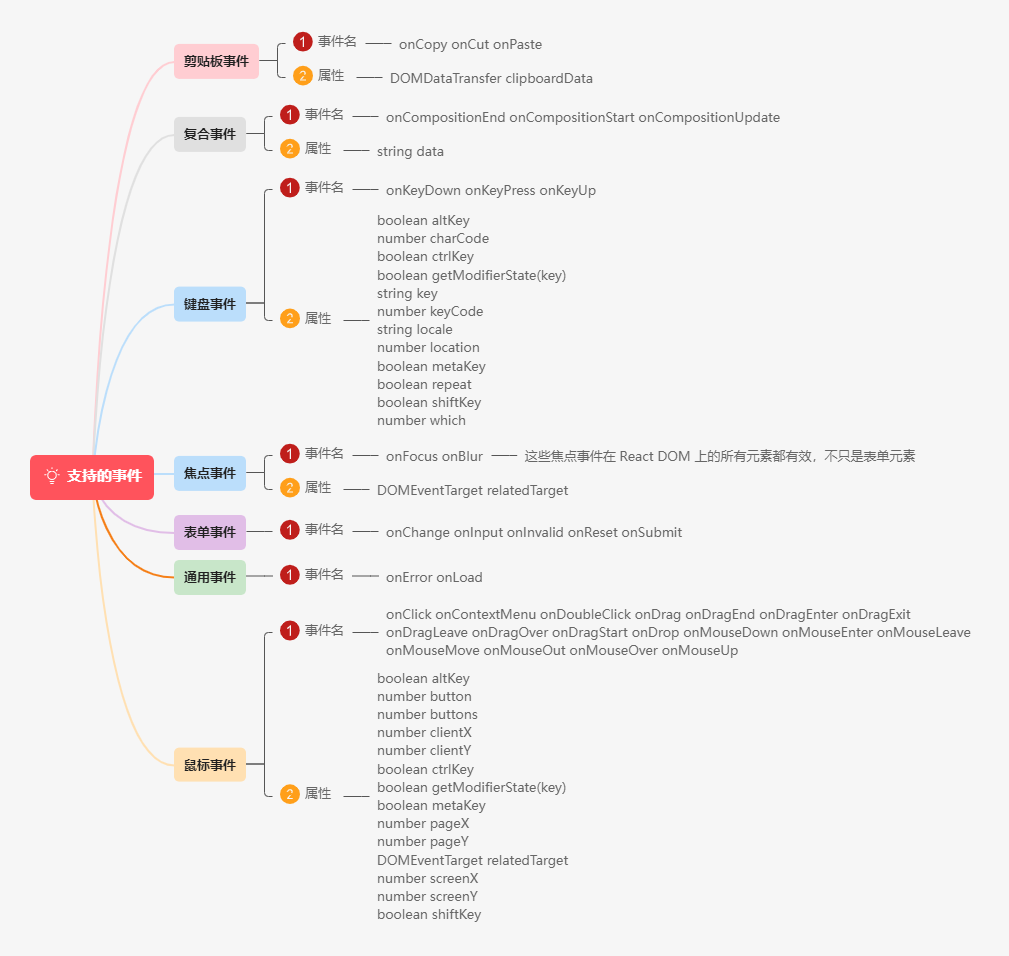 支持的事件
剪贴板事件
1 事件名
onCopy onCut onPaste
2 属性
DOMDataTransfer clipboardData
复合事件
1 事件名
onCompositionEnd onCompositionStart onCompositionUpdate
2 属性
string data
键盘事件
1 事件名
onKeyDown onKeyPress onKeyUp
2 属性
boolean altKey
number charCode
boolean ctrlKey
boolean getModifierState(key)
string key
number keyCode
string locale
number location
boolean metaKey
boolean repeat
boolean shiftKey
number which
焦点事件
1 事件名
onFocus onBlur
这些焦点事件在 React DOM 上的所有元素都有效，不只是表单元素
2 属性
DOMEventTarget relatedTarget
表单事件
1 事件名
onChange onInput onInvalid onReset onSubmit
通用事件
1 事件名
onError onLoad
鼠标事件
1 事件名
onClick onContextMenu onDoubleClick onDrag onDragEnd onDragEnter onDragExit
onDragLeave onDragOver onDragStart onDrop onMouseDown onMouseEnter onMouseLeave
onMouseMove onMouseOut onMouseOver onMouseUp
2 属性
boolean altKey
number button
number buttons
number clientX
number clientY
boolean ctrlKey
boolean getModifierState(key)
boolean metaKey
number pageX
number pageY
DOMEventTarget relatedTarget
number screenX
number screenY
boolean shiftKey